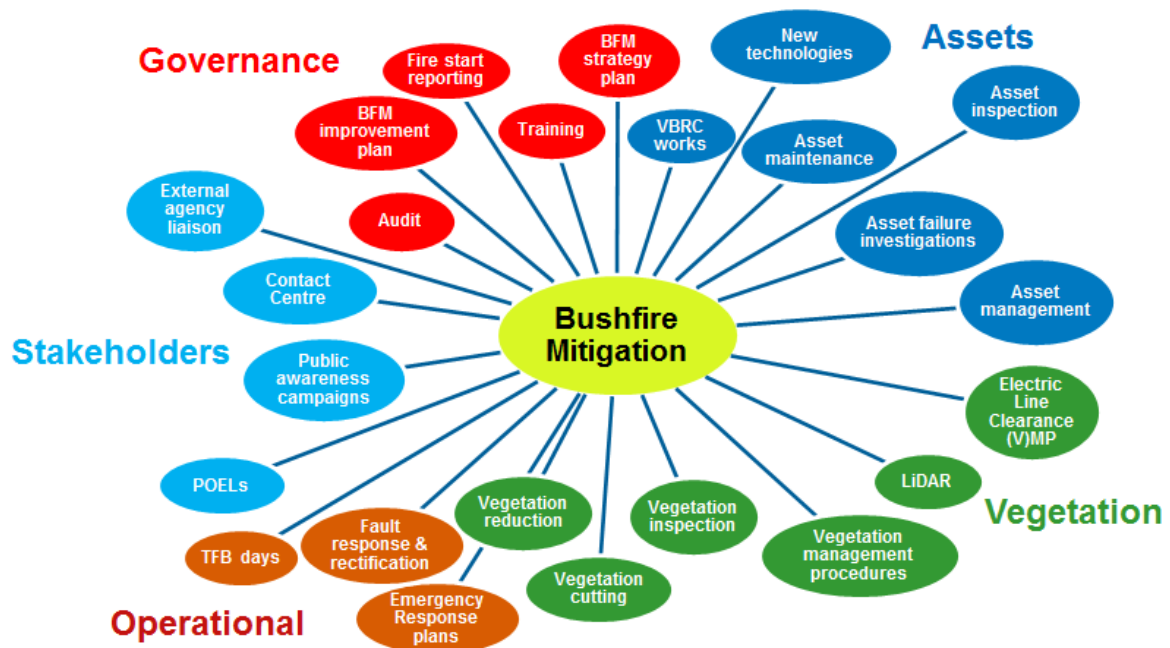 Governance
Fire start
reporting
BFM
strategy
plan
New
technologies
Assets
BFM
improvement
plan
Training
VBRC
works
Asset
maintenance
Asset
inspection
External
agency
liaison
Audit
Asset failure
investigations
Contact
Centre
Bushfire
Mitigation
Asset
management
Stakeholders
Public
awareness
campaigns
Electric
Line
Clearance
(V)MP
POELs
Vegetation
reduction
Vegetation
inspection
LiDAR
Vegetation
TFB days
Fault
response &
rectification
Vegetation
management
procedures
Vegetation
cutting
Operational
Emergency
Response
plans